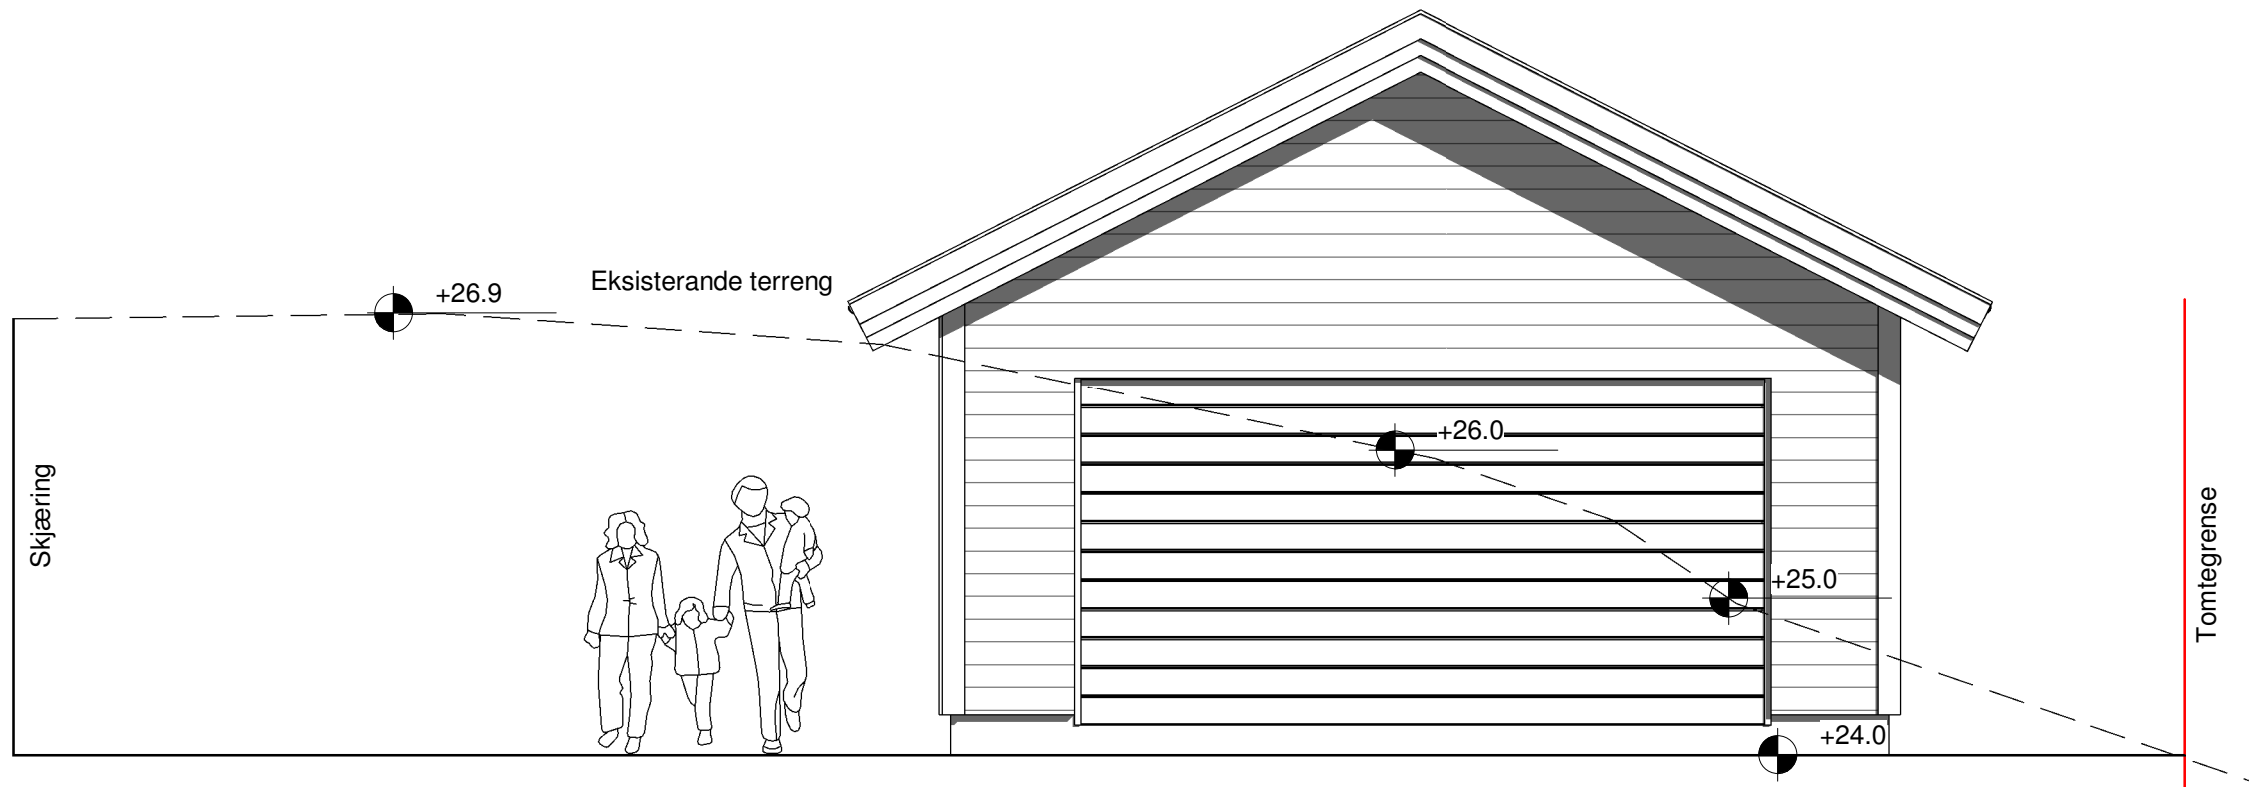 Eksisterande terreng
+26.9
+26.0
Skjæring
Tomtegrense
+25.0
+24.0